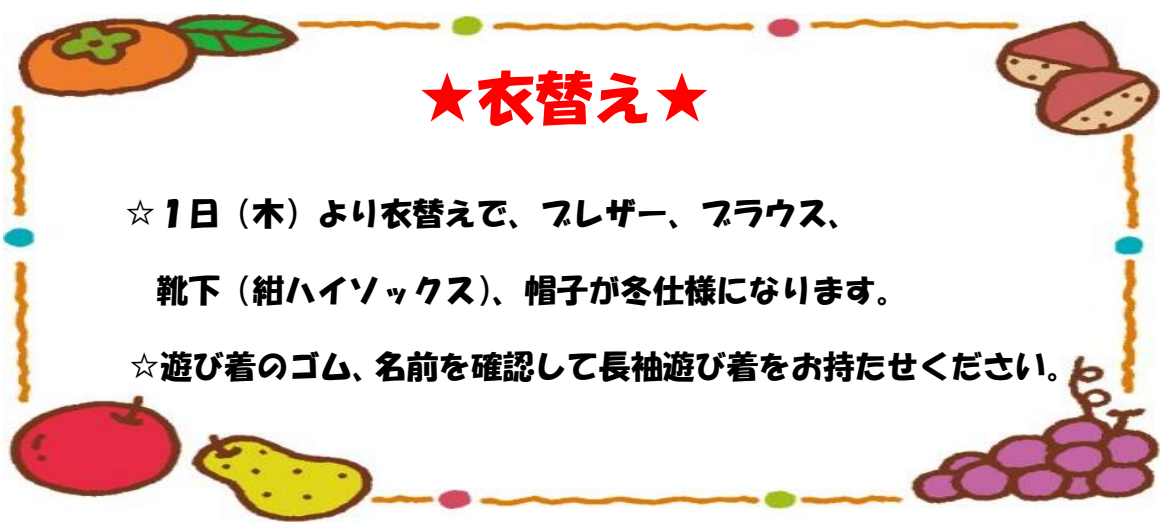 ★衣替え★
☆1日（木）より衣替えで、ブレザー、ブラウス、
靴下（紺ハイソックス）、帽子が冬仕様になります。
☆遊び着のゴム、名前を確認して長袖遊び着をお持たせください。